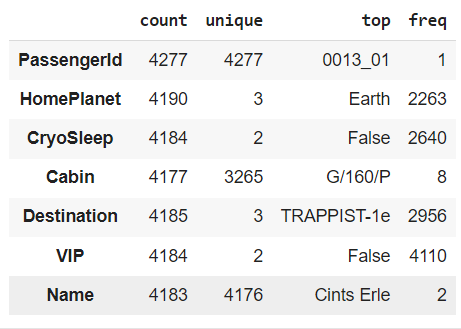 count unique top freq
PassengerId 4277 4277 0013_01 1
HomePlanet 4190 3 Earth 2263
CryoSleep 4184 2 False 2640
Cabin 4177 3265 G/160/P 8
Destination 4185 3 TRAPPIST-1e 2956
VIP 4184 2 False 4110
Name 4183 4176 Cints Erle 2